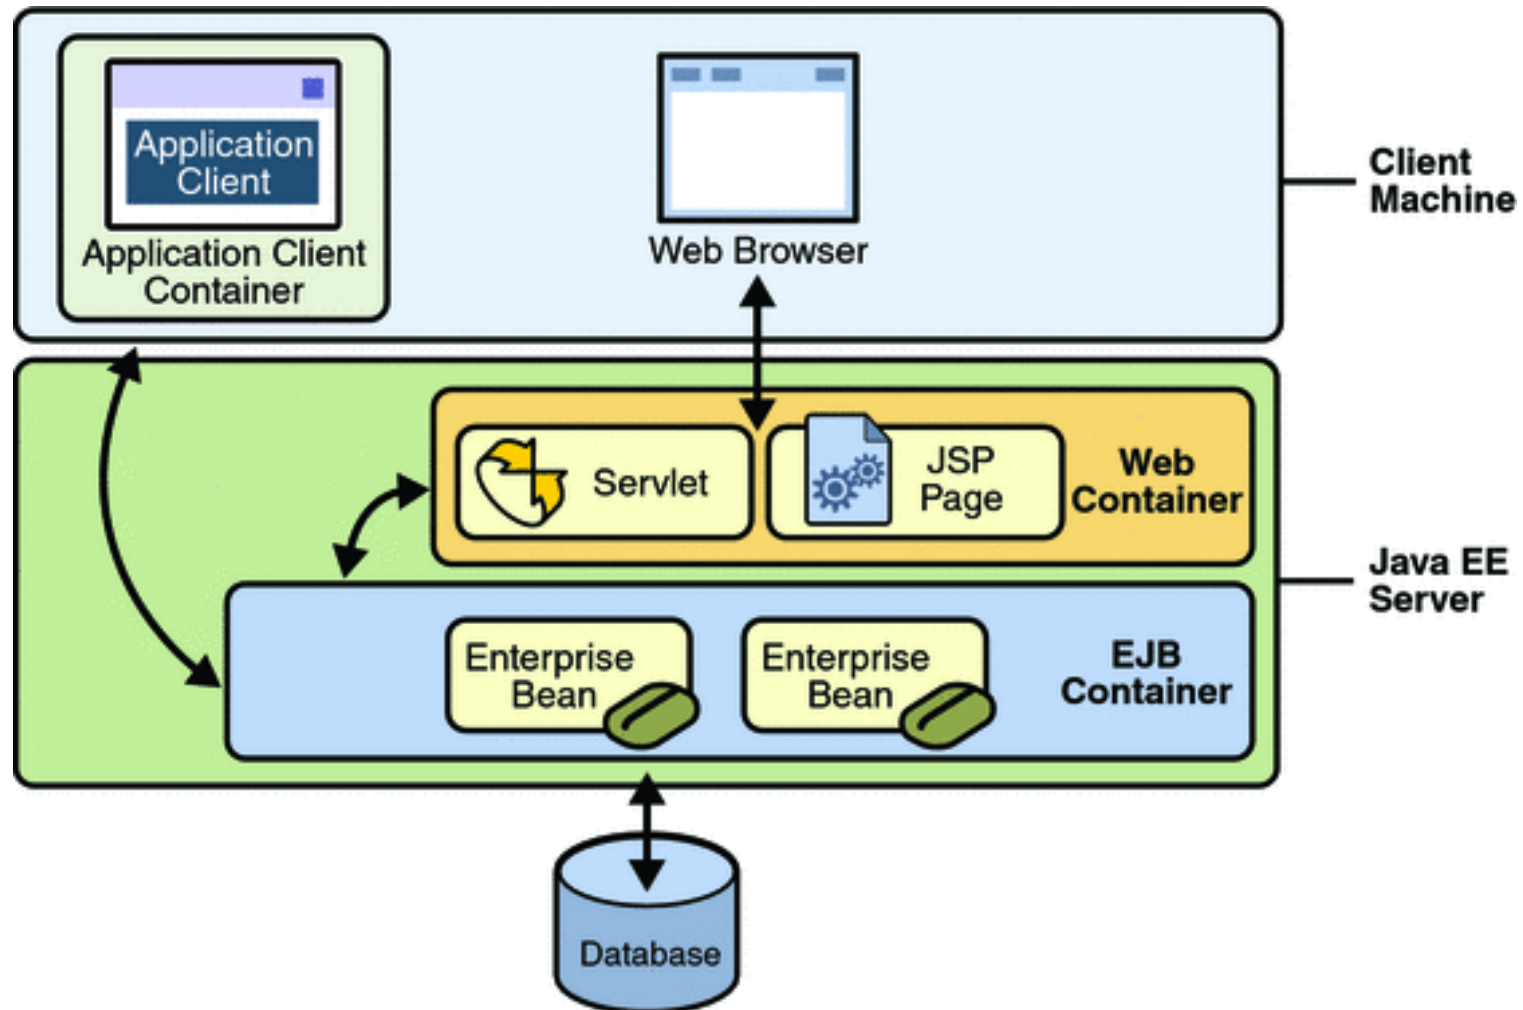 Application
Client
Application Client
Container
Web Browser
Client
Machine
Servlet
JSP
Page
Web
Container
Java EE
Server
Enterprise
Bean
Enterprise
Bean
EJB
Container
Database